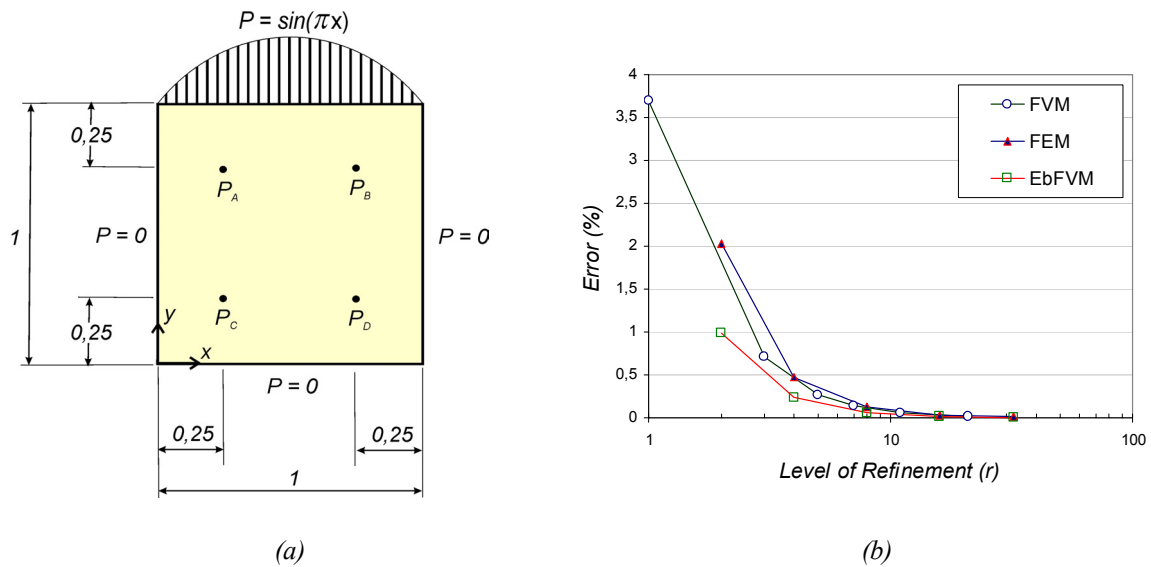 P = sin(πx)
0,25
P_A
P_B
1
P = 0
P = 0
0,25
y
P_C
P_D
x
P = 0
0,25
0,25
1
(a)
4
3,5
3
2,5
2
1,5
1
0,5
0
Error (%)
1
10
100
Level of Refinement (r)
FVM
FEM
EbFVM
(b)